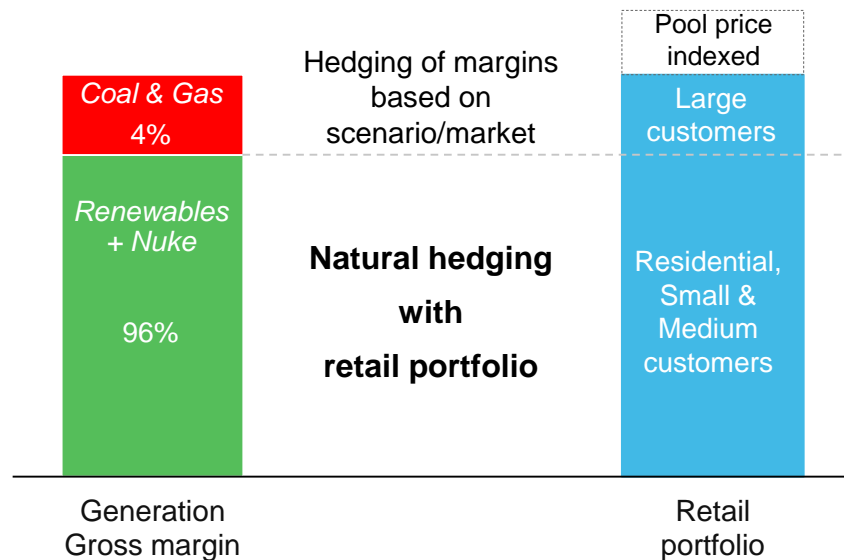 Coal & Gas
4%
Renewables
+ Nuke
96%
Hedging of margins
based on
scenario/market
Natural hedging
with
retail portfolio
Pool price
indexed
Large
customers
Residential,
Small &
Medium
customers
Generation
Gross margin
Retail
portfolio